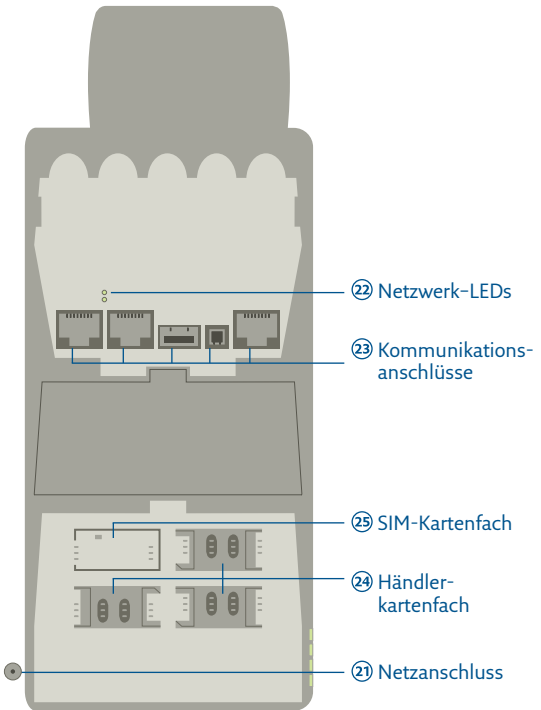 22 Netzwerk-LEDs
23 Kommunikations-
anschlüsse
25 SIM-Kartenfach
24 Händler-
kartenfach
21 Netzanschluss